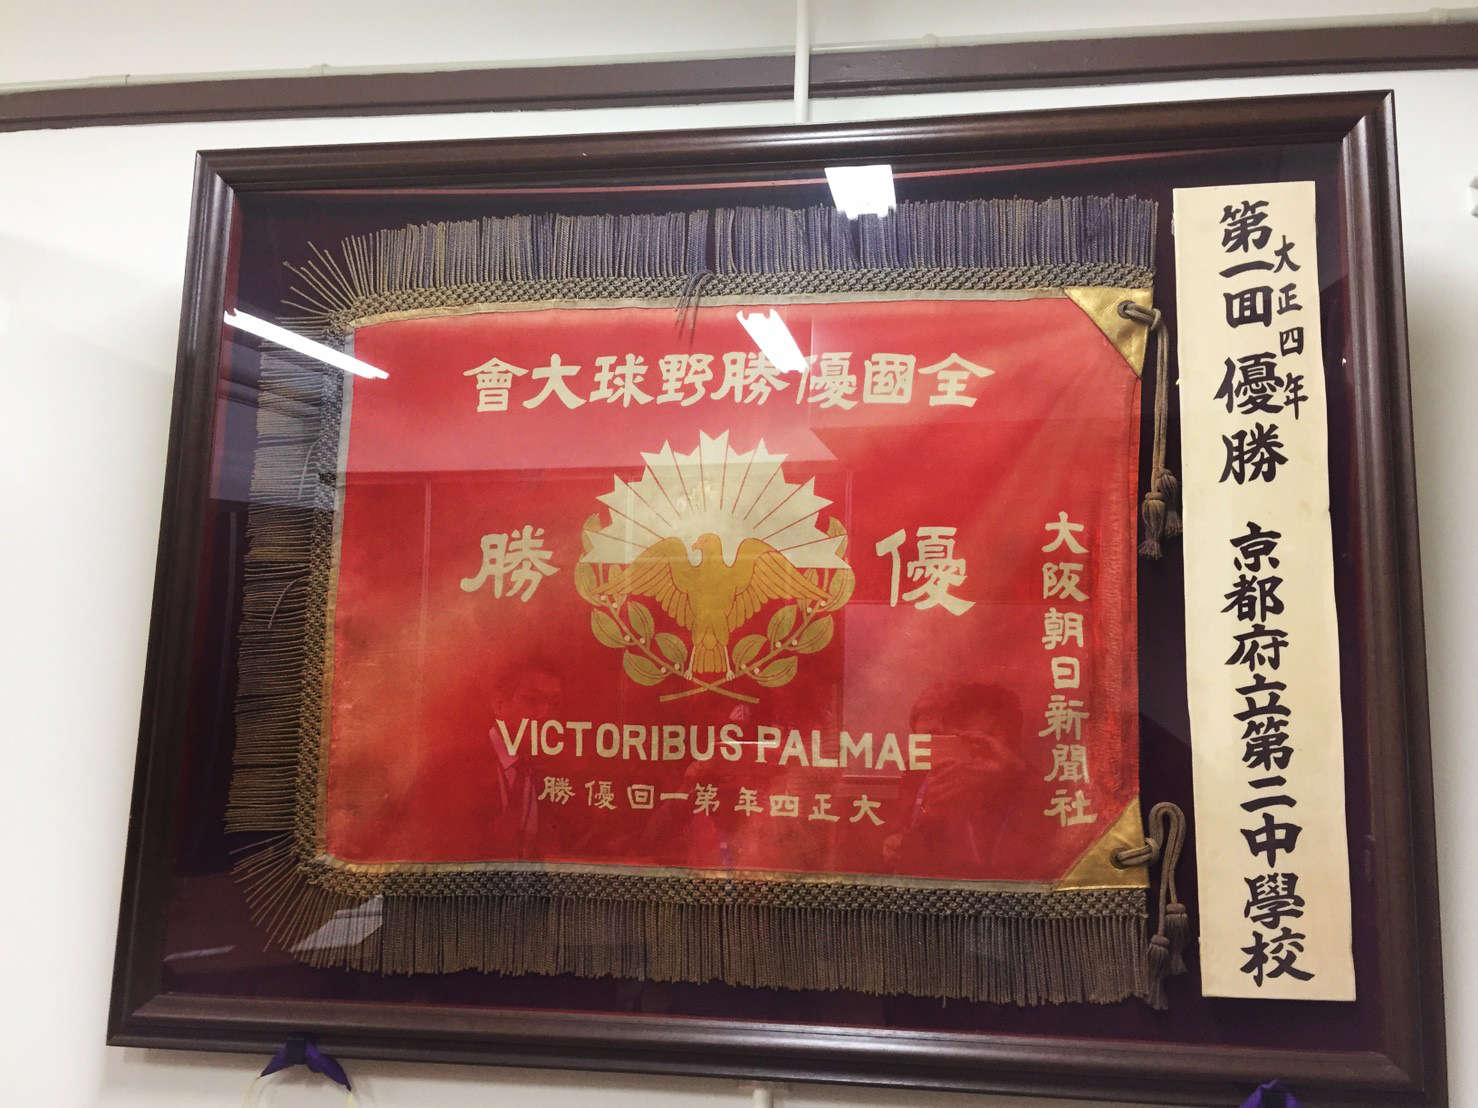 全國優勝野球大會
優勝
大阪朝日新聞社
VICTORIBUS PALMAE
大正四年第一回優勝
大正四年
第一回優勝 京都府立第二中學校